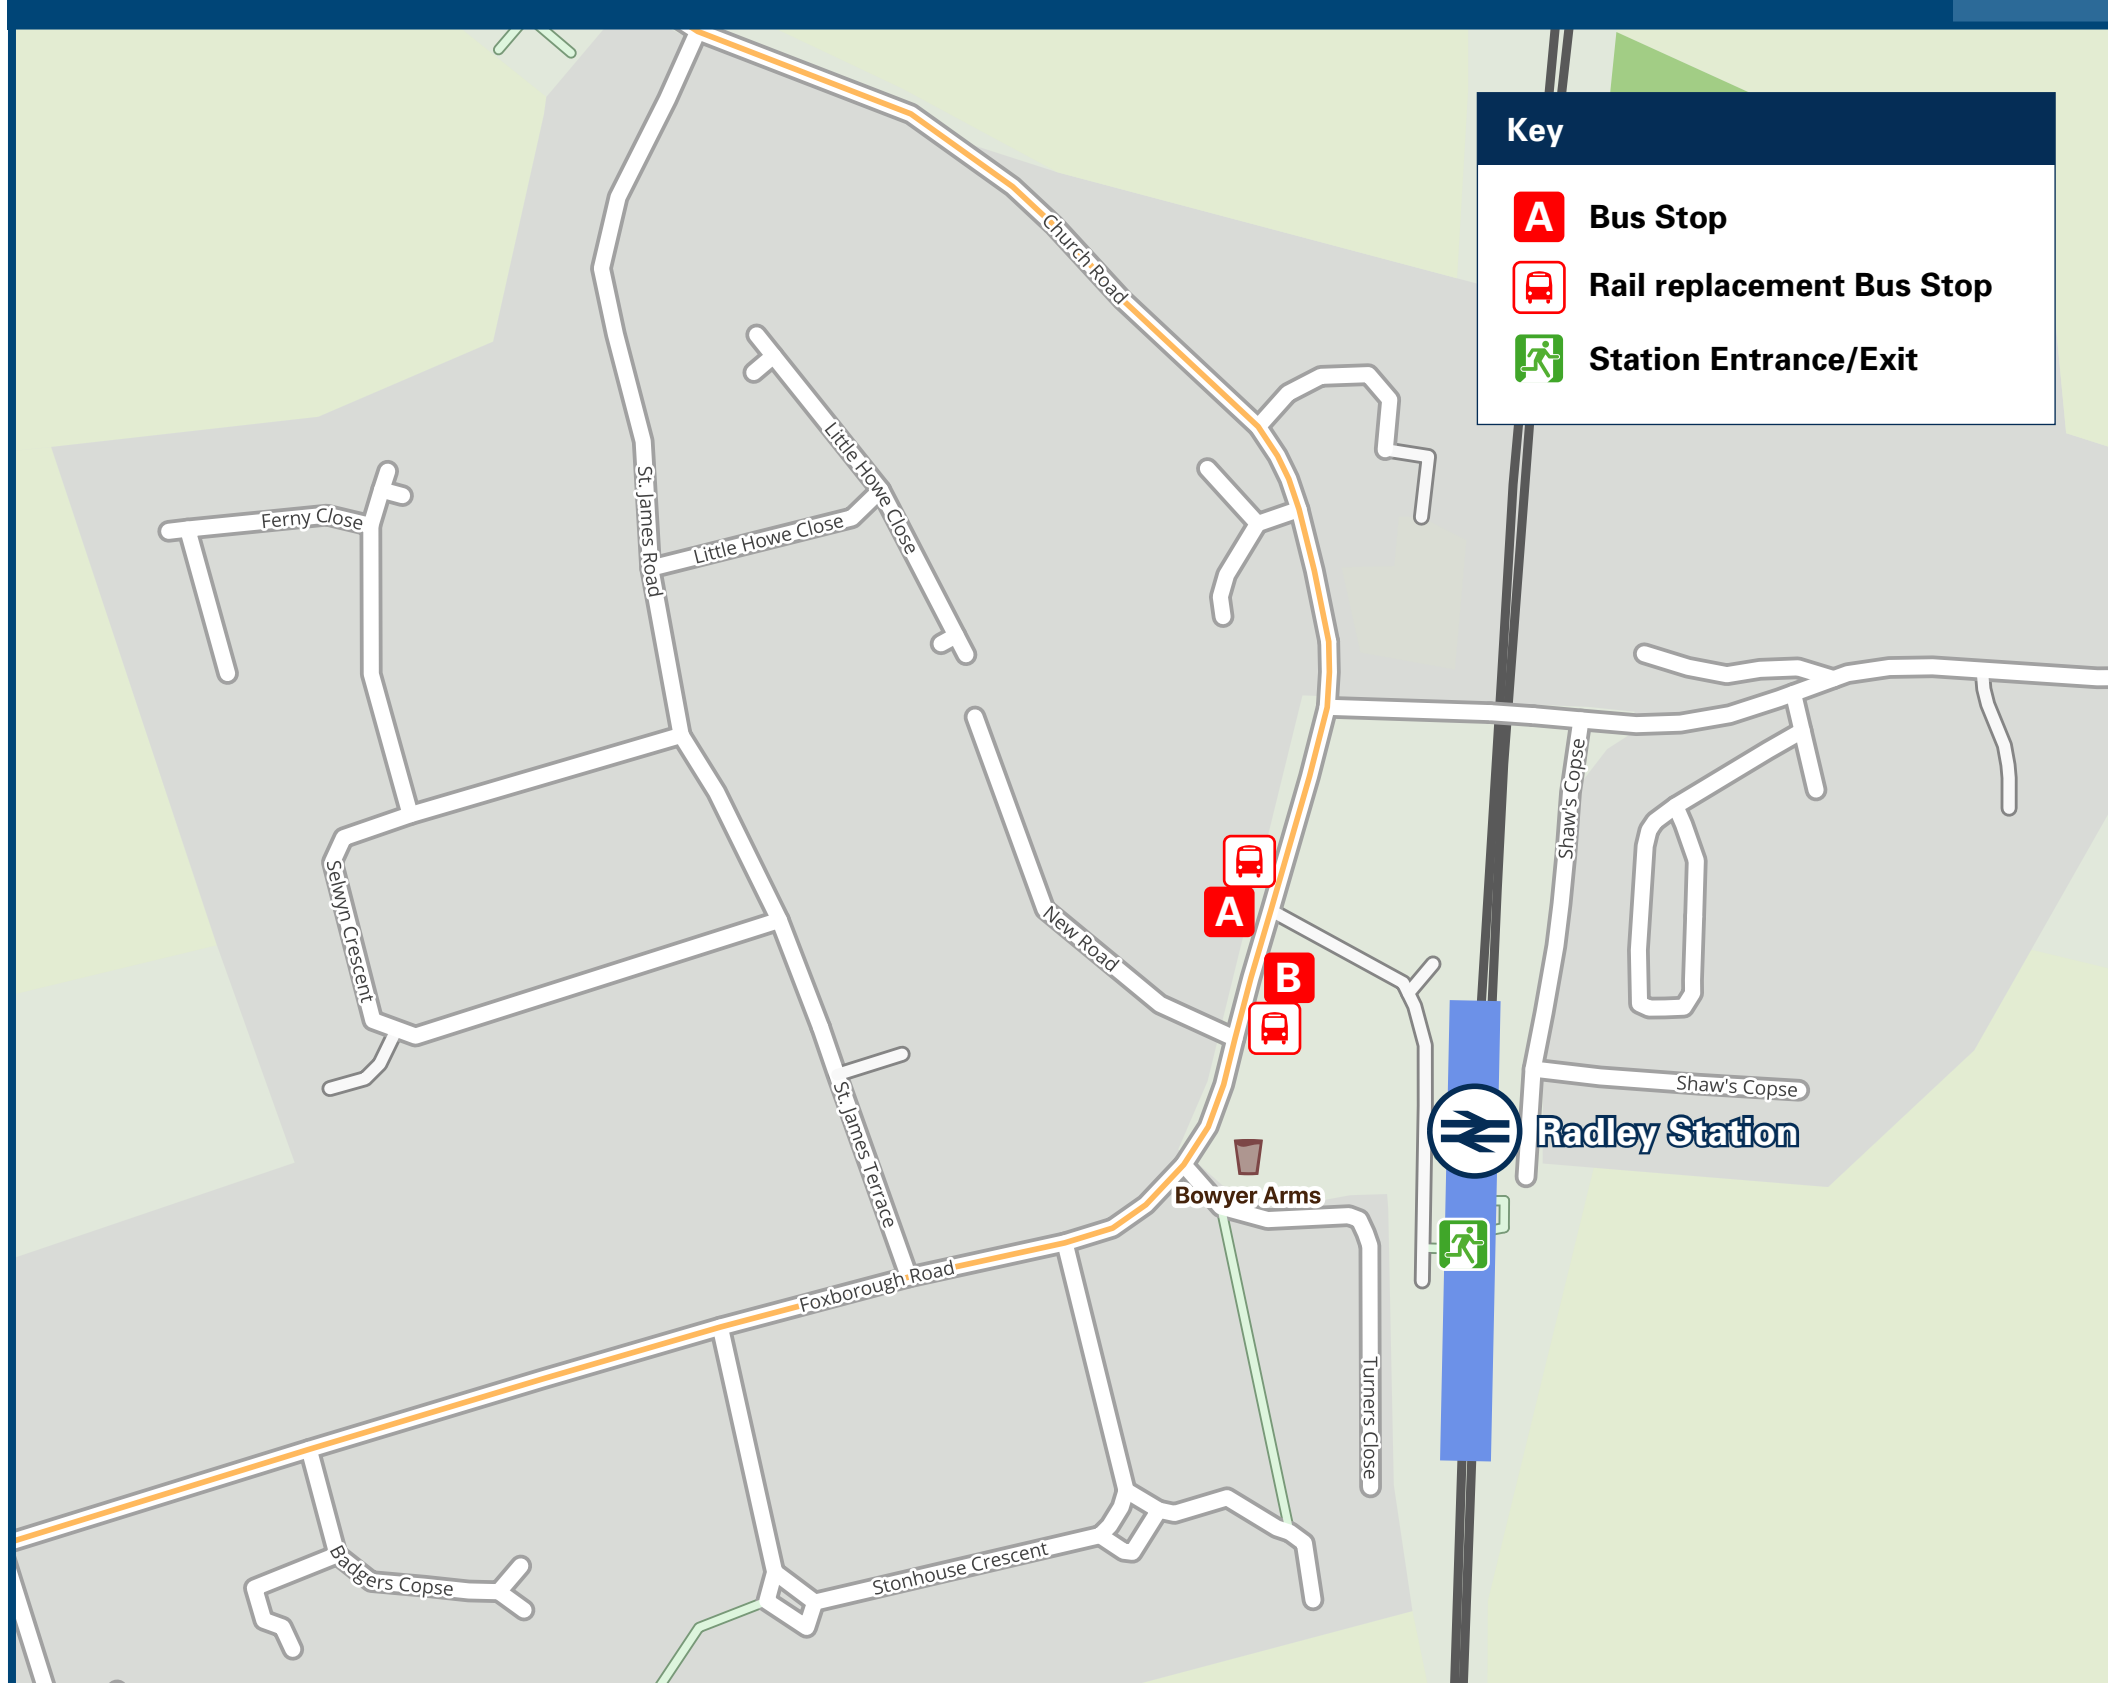 Key
A
Bus Stop
Rail replacement Bus Stop
Station Entrance/Exit
Church Road
Little Howe Close
St. James Road
Ferny Close
Little Howe Close
Shaw's Copse
Selwyn Crescent
A
New Road
B
Shaw's Copse
Radley Station
St. James Terrace
Bowyer Arms
Foxborough Road
Turners Close
Badgers Copse
Stonhouse Crescent